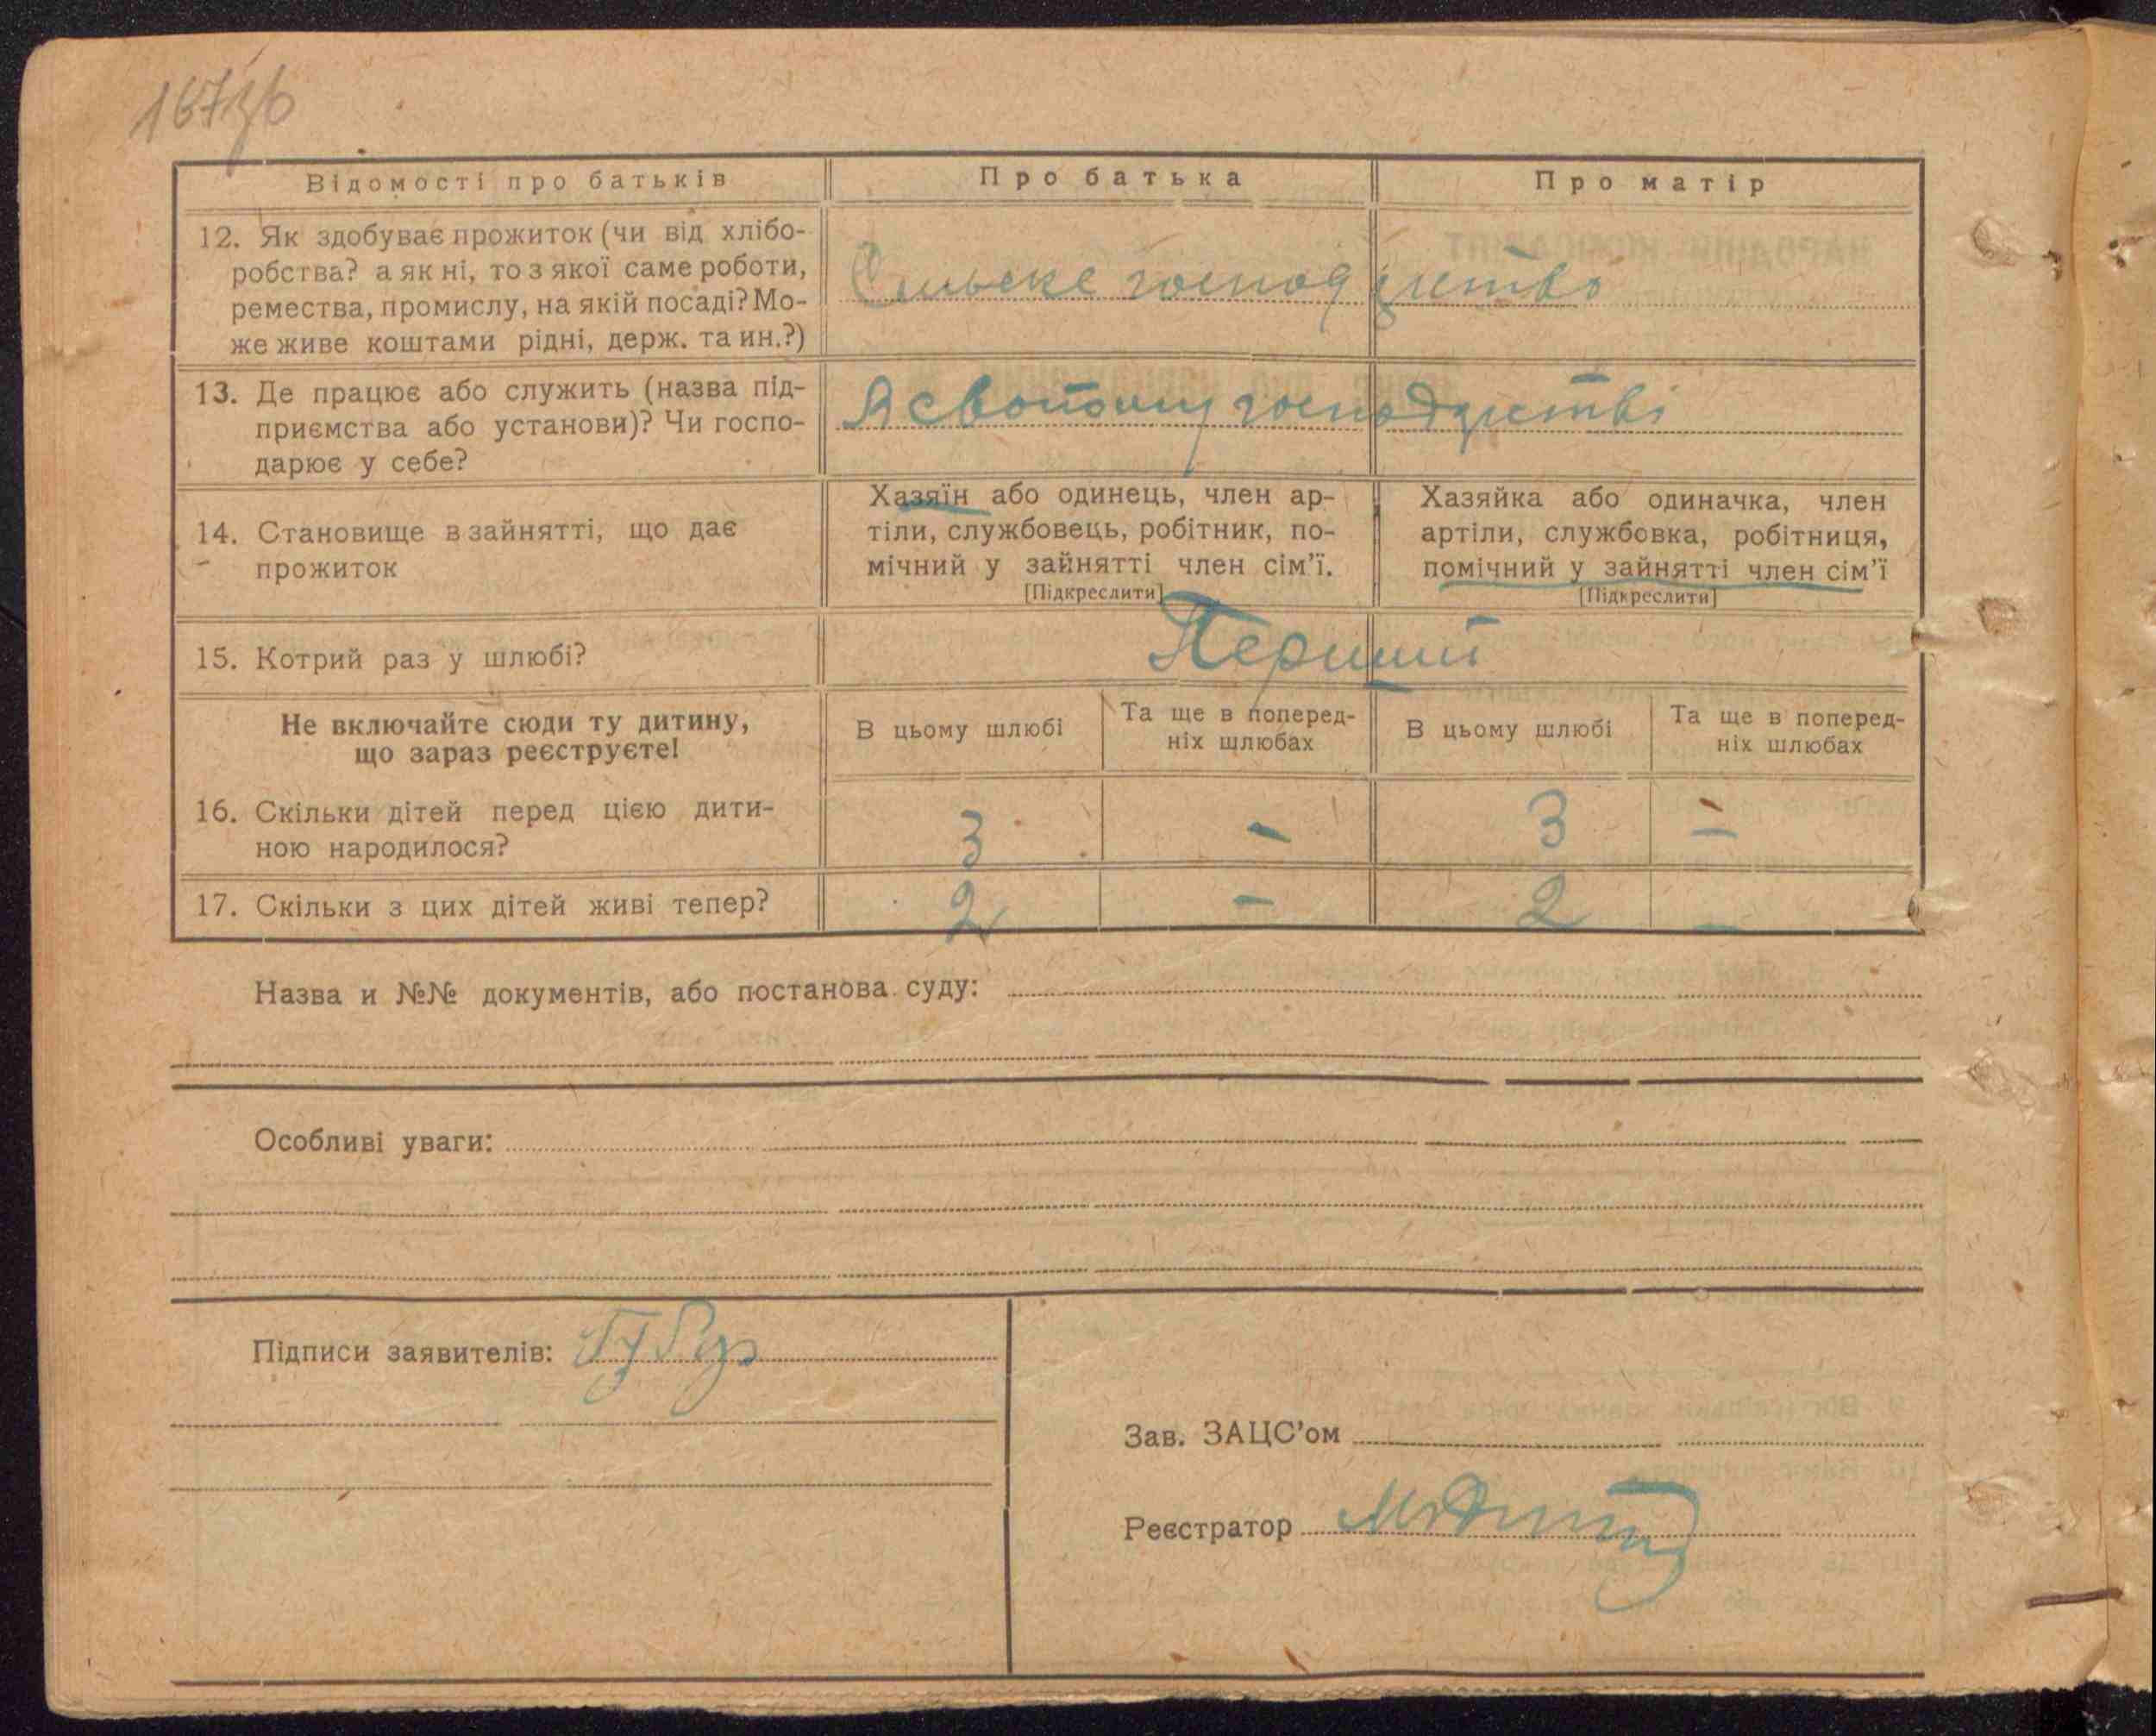 167зв
Відомості про батьків
Про батька
Про матір
12. Як здобуває прожиток (чи від хлібо-
робства? а як ні, то з якої саме роботи,
ремества, промислу, на якій посаді? Мо-
же живе коштами рідні, держ. та ин.?)
Сильське господ
13. Де працює або служить (назва під-
приємства або установи)? Чи госпо-
дарює у себе?
В свойому
14. Становище в зайнятті, що дає
прожиток
Хазяїн або одинець, член ар-
тіли, службовець, робітник, по-
мічний у зайнятті член сім'ї.
[Підкреслити]
Хазяйка або одиначка, член
артіли, службовка, робітниця,
помічний у зайнятті член сім'ї
[Підкреслити]
15. Котрий раз у шлюбі?
Перший
Не включайте сюди ту дитину,
що зараз реєструєте!
В цьому шлюбі
Та ще в поперед-
ніх шлюбах
В цьому шлюбі
Та ще в поперед-
ніх шлюбах
16. Скільки дітей перед цією дити-
ною народилося?
3 - 3 -
17. Скільки з цих дітей живі тепер?
2 - 2 -
Назва и №№ документів, або постанова суду:
Особливі уваги:
Підписи заявителів:
Зав. ЗАЦС'ом
Реєстратор